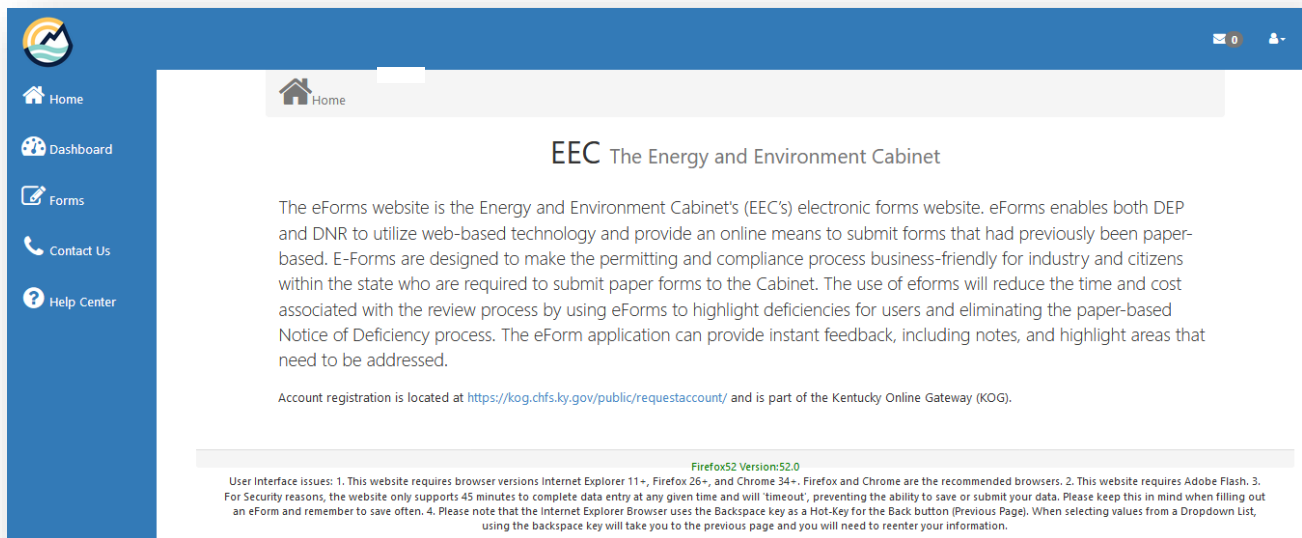 0
Home
Dashboard
Forms
Contact Us
Help Center
Home
EEC The Energy and Environment Cabinet
The eForms website is the Energy and Environment Cabinet's (EEC's) electronic forms website. eForms enables both DEP
and DNR to utilize web-based technology and provide an online means to submit forms that had previously been paper-
based. E-Forms are designed to make the permitting and compliance process business-friendly for industry and citizens
within the state who are required to submit paper forms to the Cabinet. The use of eforms will reduce the time and cost
associated with the review process by using eForms to highlight deficiencies for users and eliminating the paper-based
Notice of Deficiency process. The eForm application can provide instant feedback, including notes, and highlight areas that
need to be addressed.
Account registration is located at https://kog.chfs.ky.gov/public/requestaccount/ and is part of the Kentucky Online Gateway (KOG).
Firefox52 Version:52.0
User Interface issues: 1. This website requires browser versions Internet Explorer 11+, Firefox 26+, and Chrome 34+. Firefox and Chrome are the recommended browsers. 2. This website requires Adobe Flash. 3.
For Security reasons, the website only supports 45 minutes to complete data entry at any given time and will 'timeout', preventing the ability to save or submit your data. Please keep this in mind when filling out
an eForm and remember to save often. 4. Please note that the Internet Explorer Browser uses the Backspace key as a Hot-Key for the Back button (Previous Page). When selecting values from a Dropdown List,
using the backspace key will take you to the previous page and you will need to reenter your information.